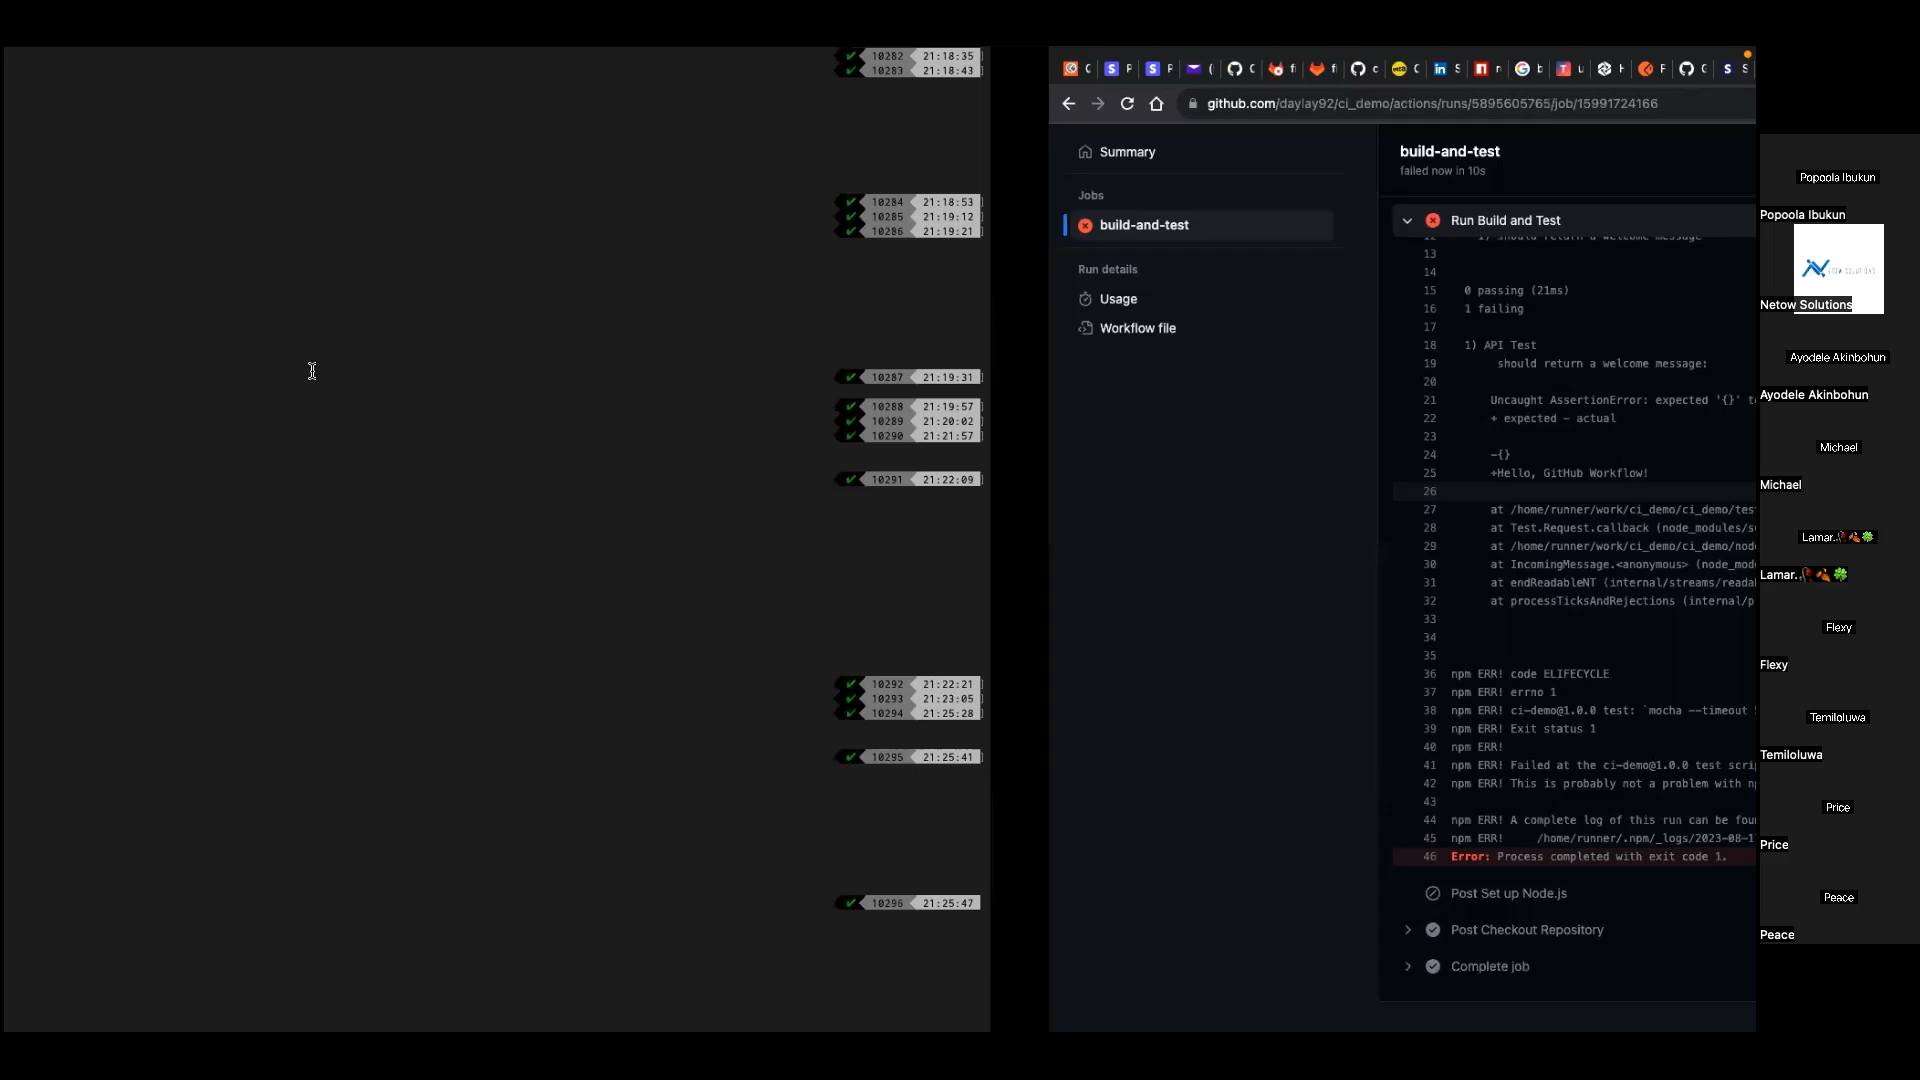 10282 21:18:35
10283 21:18:43
10284 21:18:53
10285 21:19:12
10286 21:19:21
10287 21:19:31
10288 21:19:57
10289 21:20:02
10290 21:21:57
10291 21:22:09
10292 21:22:21
10293 21:23:05
10294 21:25:28
10295 21:25:41
10296 21:25:47
github.com/daylay92/ci_demo/actions/runs/5895605765/job/15991724166
Summary
Jobs
build-and-test
Run details
Usage
Workflow file
build-and-test
failed now in 10s
Run Build and Test
12 1) should return a welcome message
13
14
15 0 passing (21ms)
16 1 failing
17
18 1) API Test
19 should return a welcome message:
20
21 Uncaught AssertionError: expected '{}' t
22 + expected - actual
23
24 -{}
25 +Hello, GitHub Workflow!
26
27 at /home/runner/work/ci_demo/ci_demo/tes
28 at Test.Request.callback (node_modules/s
29 at /home/runner/work/ci_demo/ci_demo/nod
30 at IncomingMessage.<anonymous> (node_mod
31 at endReadableNT (internal/streams/reada
32 at processTicksAndRejections (internal/p
33
34
35
36 npm ERR! code ELIFECYCLE
37 npm ERR! errno 1
38 npm ERR! ci-demo@1.0.0 test: `mocha --timeout
39 npm ERR! Exit status 1
40 npm ERR!
41 npm ERR! Failed at the ci-demo@1.0.0 test scri
42 npm ERR! This is probably not a problem with n
43
44 npm ERR! A complete log of this run can be fou
45 npm ERR! /home/runner/.npm/_logs/2023-08-1
46 Error: Process completed with exit code 1.
Post Set up Node.js
Post Checkout Repository
Complete job
Popoola Ibukun
Popoola Ibukun
Netow Solutions
Ayodele Akinbohun
Ayodele Akinbohun
Michael
Michael
Lamar..🥀🍂🍀
Lamar..🥀🍂🍀
Flexy
Flexy
Temiloluwa
Temiloluwa
Price
Price
Peace
Peace